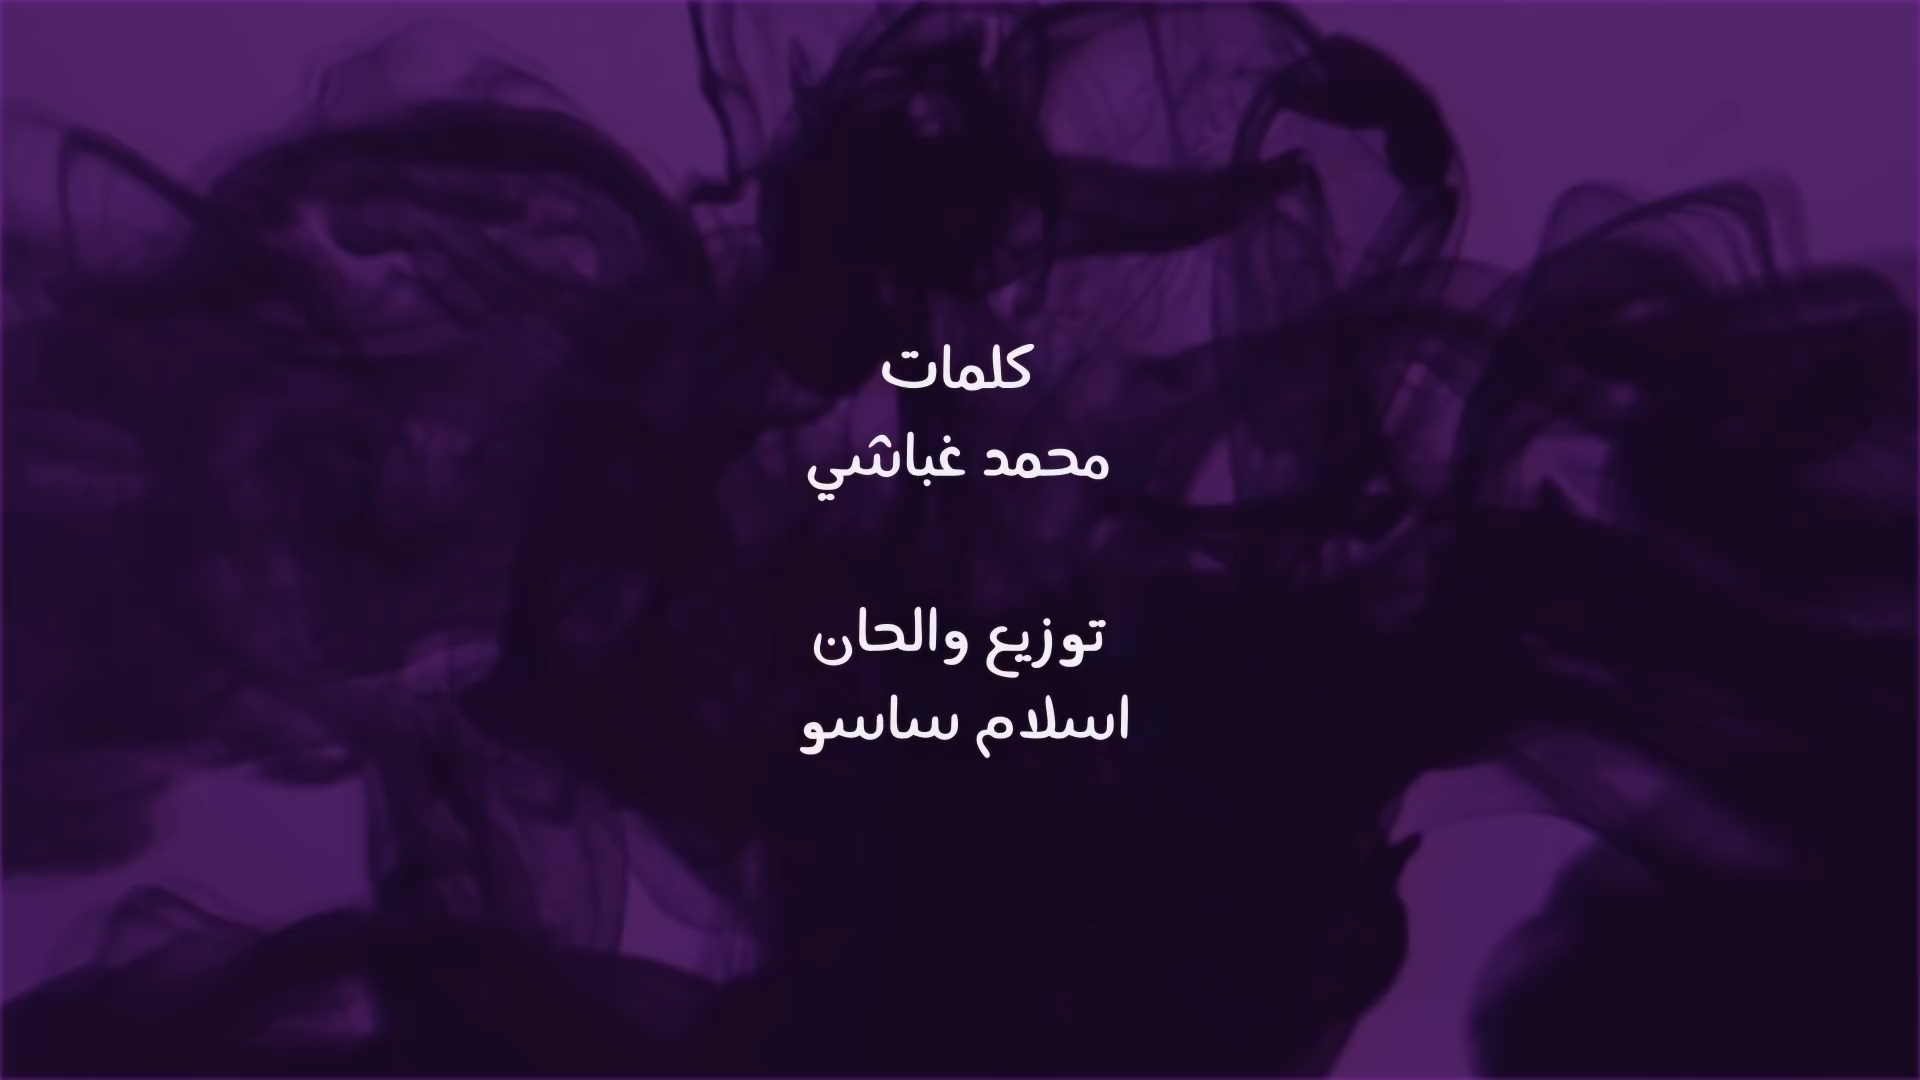 كلمات
محمد غباشي
توزيع والحان
اسلام ساسو